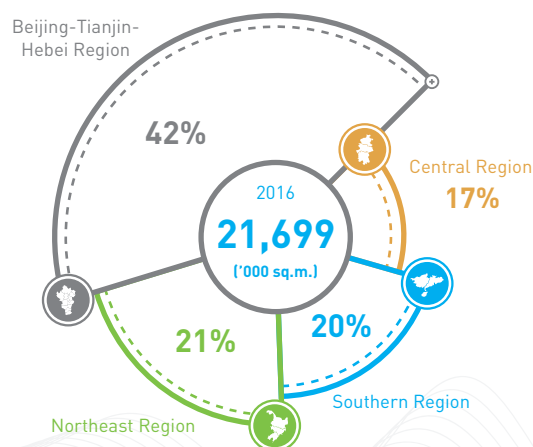 Beijing-Tianjin-
Hebei Region
42%
Central Region
17%
2016
21,699
('000 sq.m.)
20%
21%
Southern Region
Northeast Region